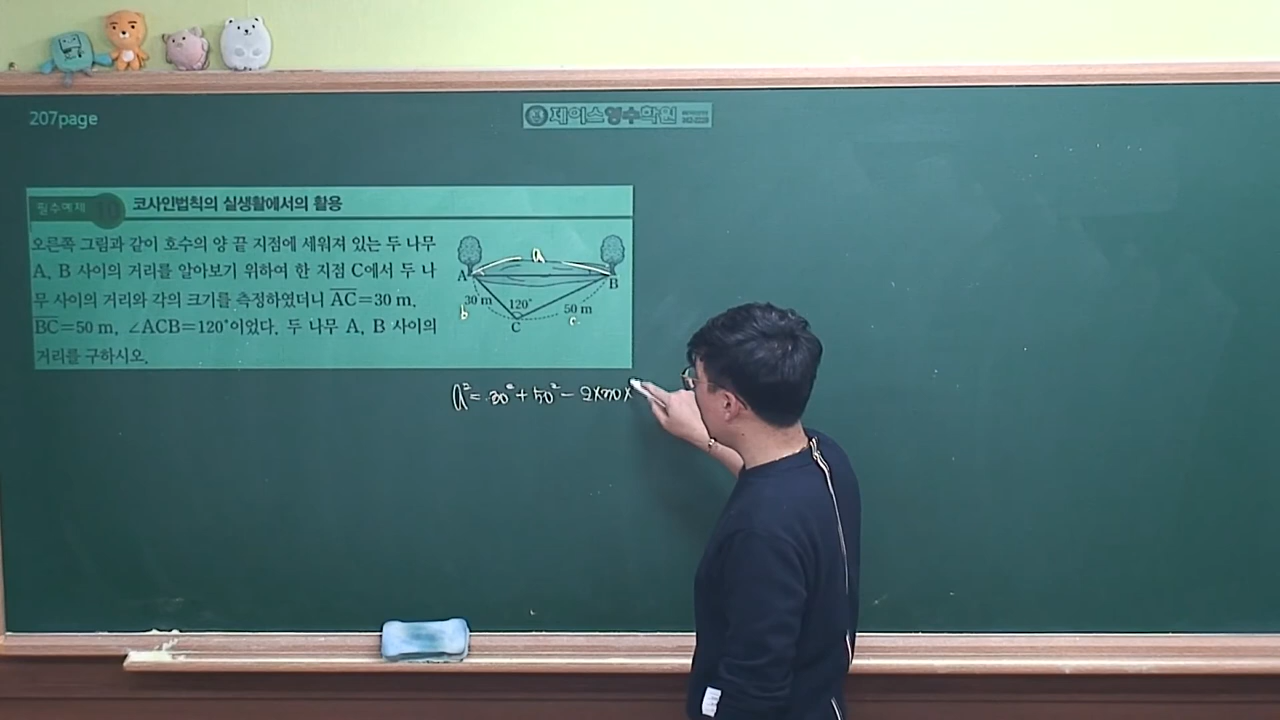 207page
제이스영수학원
필수예제 10 코사인법칙의 실생활에서의 활용
오른쪽 그림과 같이 호수의 양 끝 지점에 세워져 있는 두 나무
A, B 사이의 거리를 알아보기 위하여 한 지점 C에서 두 나
무 사이의 거리와 각의 크기를 측정하였더니 \overline{AC}=30 m,
\overline{BC}=50 m, ∠ACB=120°이었다. 두 나무 A, B 사이의
거리를 구하시오.
a
A
B
30 m
120°
50 m
b
C
c
a²=30²+50²-2×30×